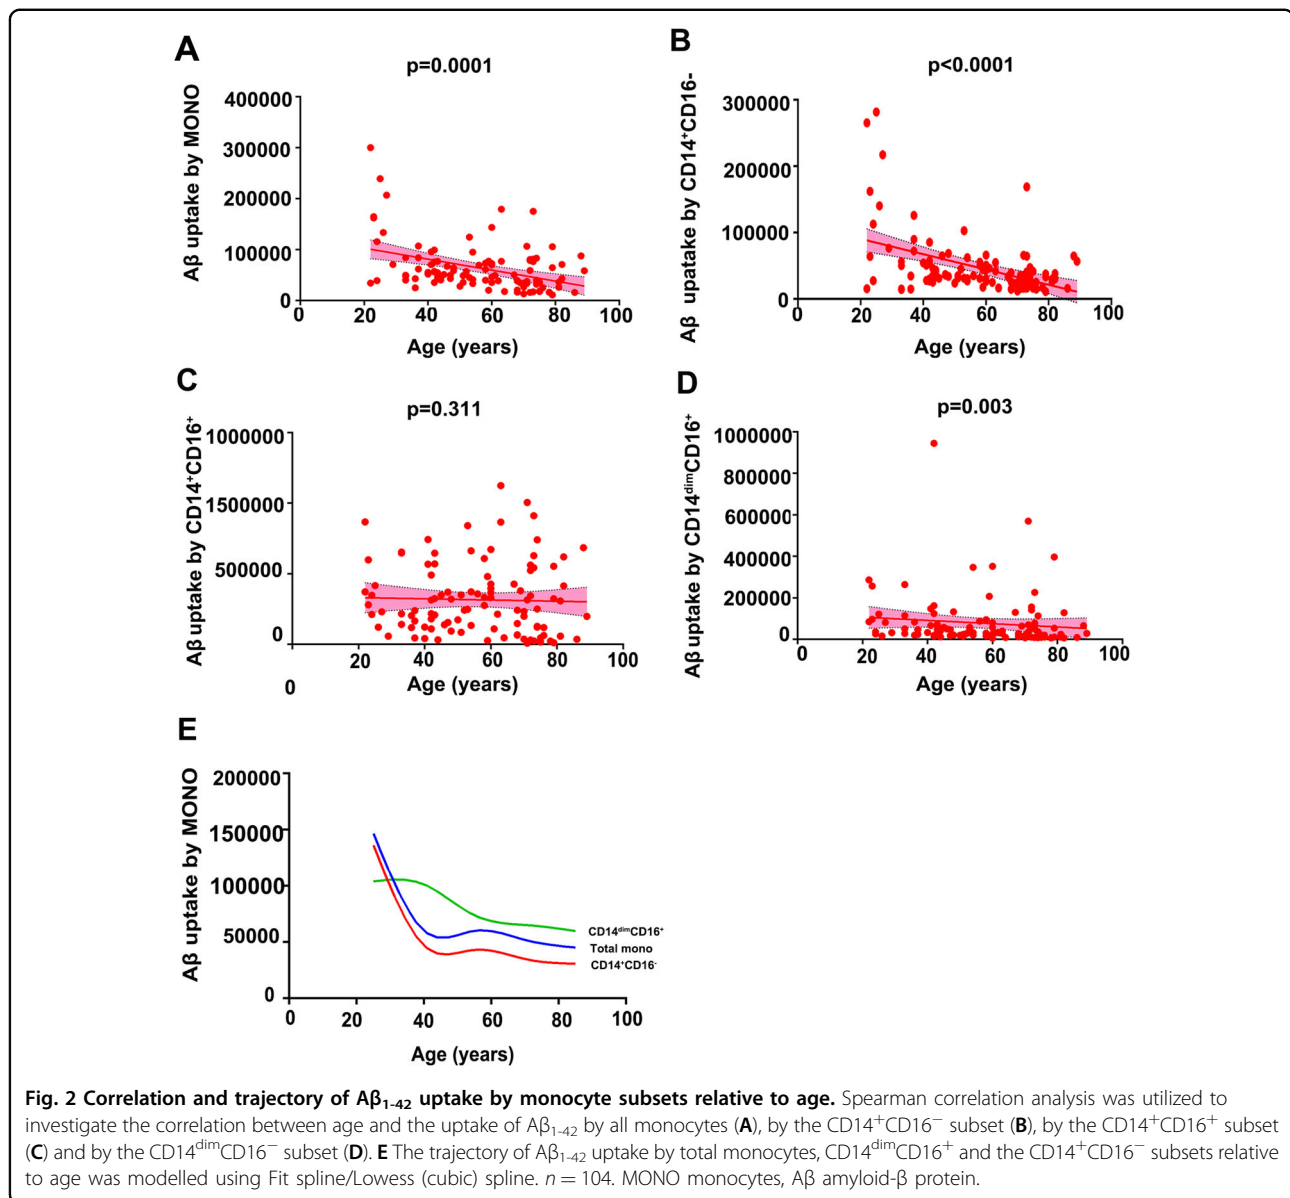 A
p=0.0001
Aβ uptake by MONO
400000
300000
200000
100000
0
0 20 40 60 80 100
Age (years)
B
p<0.0001
Aβ upatake by CD14⁺CD16-
300000
200000
100000
0
0 20 40 60 80 100
Age (years)
C
p=0.311
Aβ uptake by CD14⁺CD16⁺
1000000
1500000
500000
0
0 20 40 60 80 100
Age (years)
D
p=0.003
Aβ uptake by CD14ᵈⁱᵐCD16⁺
1000000
800000
600000
400000
200000
0
0 20 40 60 80 100
Age (years)
E
Aβ uptake by MONO
200000
150000
100000
50000
0
0 20 40 60 80 100
Age (years)
CD14ᵈⁱᵐCD16⁺
Total mono
CD14⁺CD16⁻
Fig. 2 Correlation and trajectory of Aβ₁₋₄₂ uptake by monocyte subsets relative to age. Spearman correlation analysis was utilized to
investigate the correlation between age and the uptake of Aβ₁₋₄₂ by all monocytes (A), by the CD14⁺CD16⁻ subset (B), by the CD14⁺CD16⁺ subset
(C) and by the CD14ᵈⁱᵐCD16⁻ subset (D). E The trajectory of Aβ₁₋₄₂ uptake by total monocytes, CD14ᵈⁱᵐCD16⁺ and the CD14⁺CD16⁻ subsets relative
to age was modelled using Fit spline/Lowess (cubic) spline. n = 104. MONO monocytes, Aβ amyloid-β protein.